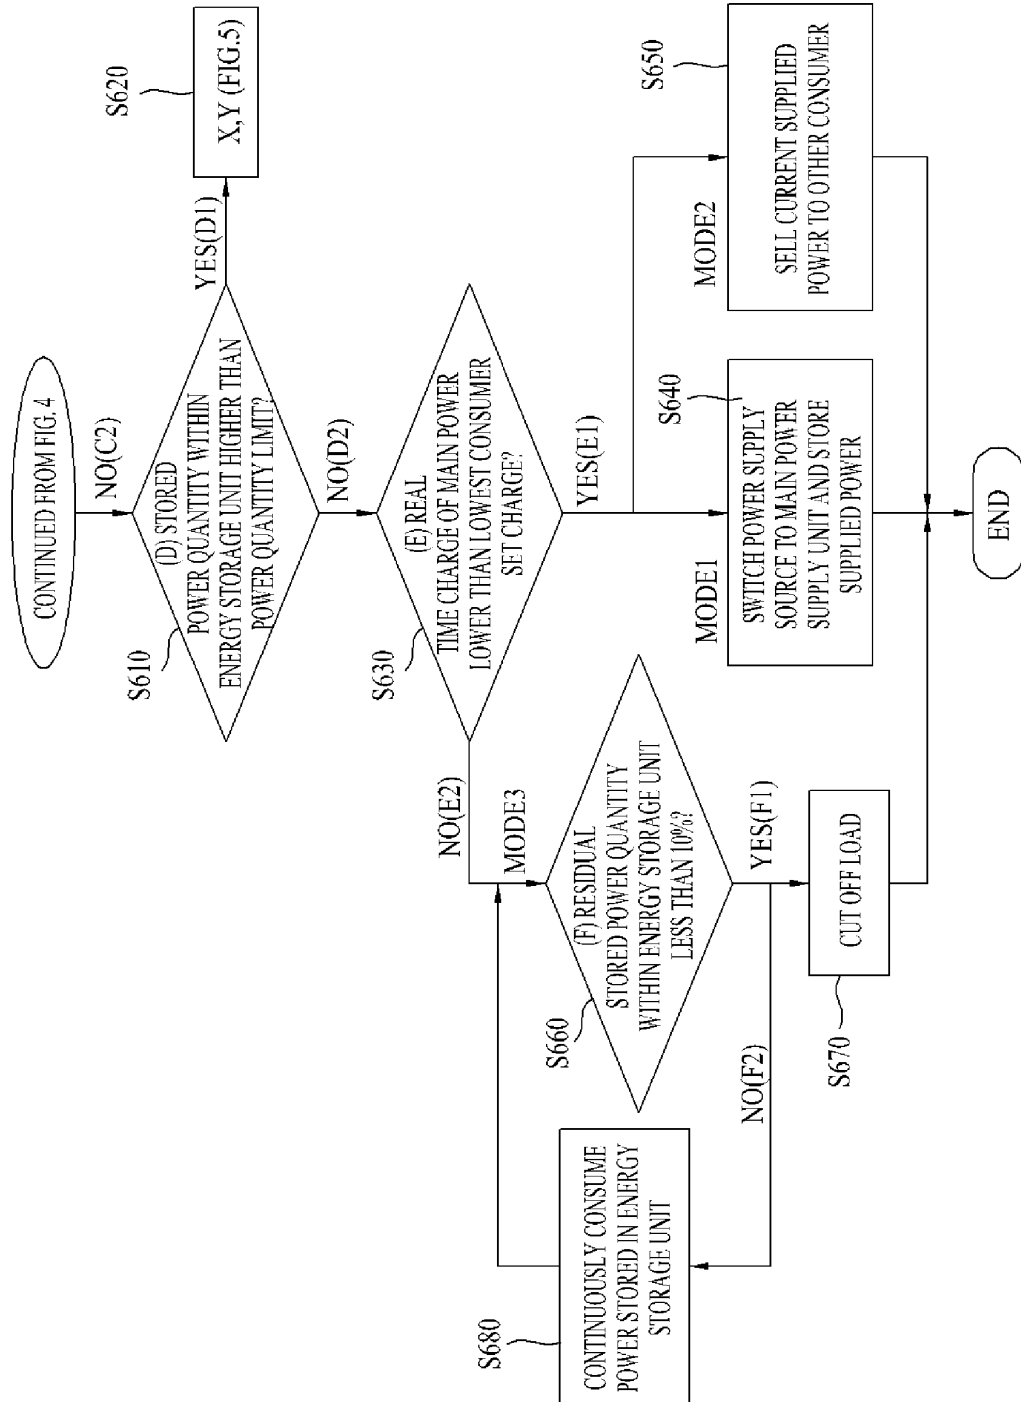 CONTINUED FROM FIG. 4
NO(C2)
S610
(D) STORED
POWER QUANTITY WITHIN
ENERGY STORAGE UNIT HIGHER THAN
POWER QUANTITY LIMIT?
YES(D1)
S620
X,Y (FIG.5)
NO(D2)
S630
(E) REAL
TIME CHARGE OF MAIN POWER
LOWER THAN LOWEST CONSUMER
SET CHARGE?
NO(E2)
YES(E1)
MODE3
MODE1
MODE2
S640
SWITCH POWER SUPPLY
SOURCE TO MAIN POWER
SUPPLY UNIT AND STORE
SUPPLIED POWER
S650
SELL CURRENT SUPPLIED
POWER TO OTHER CONSUMER
S660
(F) RESIDUAL
STORED POWER QUANTITY
WITHIN ENERGY STORAGE UNIT
LESS THAN 10%?
YES(F1)
NO(F2)
S670
CUT OFF LOAD
S680
CONTINUOUSLY CONSUME
POWER STORED IN ENERGY
STORAGE UNIT
END